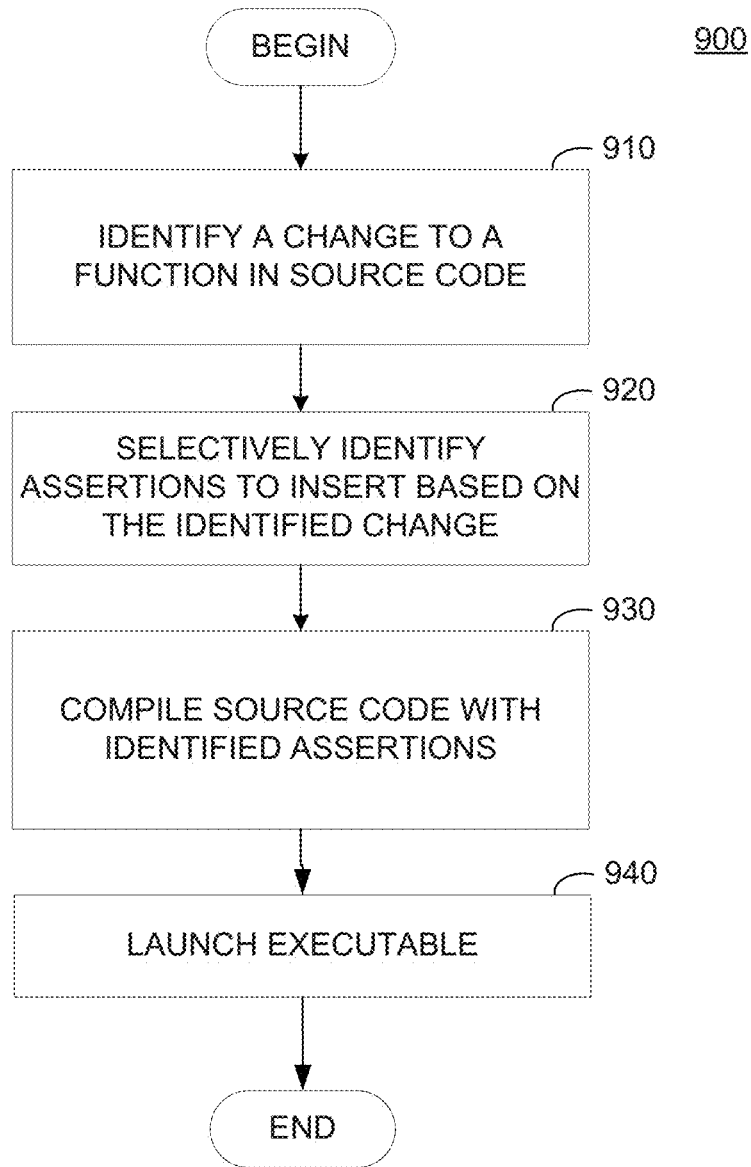 BEGIN
900
910
IDENTIFY A CHANGE TO A
FUNCTION IN SOURCE CODE
920
SELECTIVELY IDENTIFY
ASSERTIONS TO INSERT BASED ON
THE IDENTIFIED CHANGE
930
COMPILE SOURCE CODE WITH
IDENTIFIED ASSERTIONS
940
LAUNCH EXECUTABLE
END